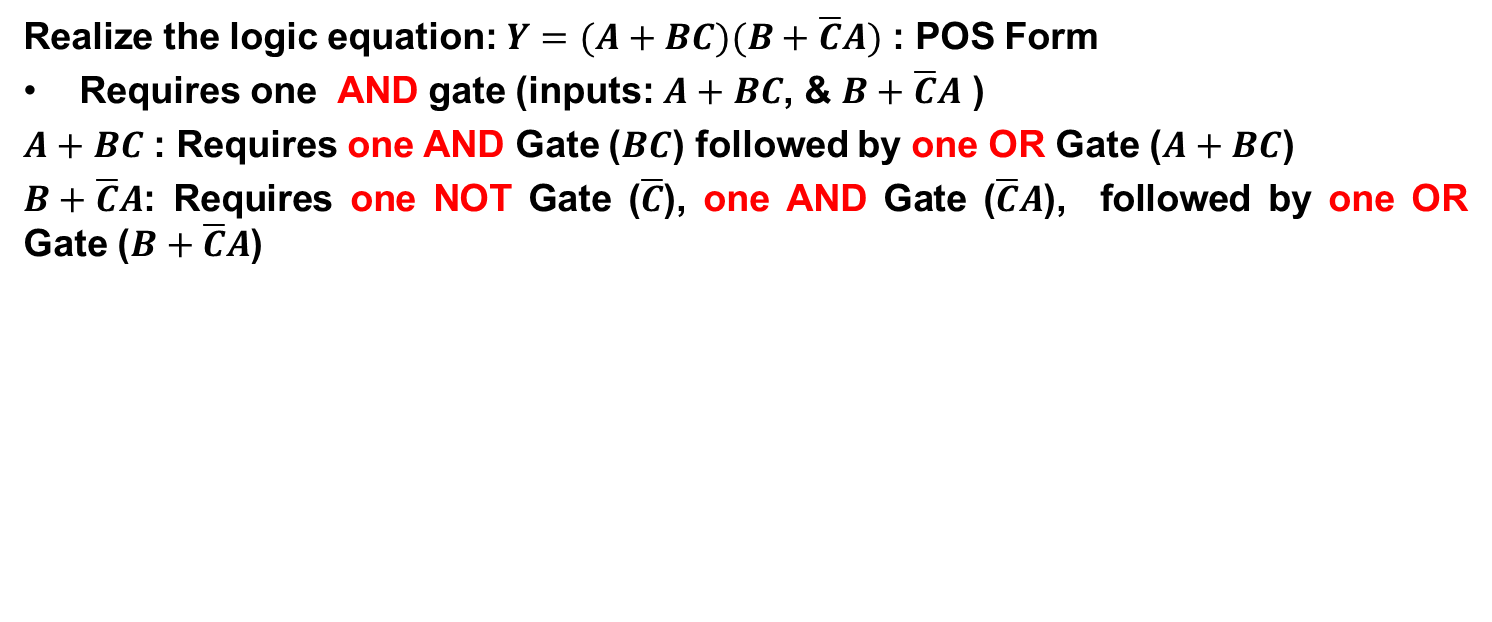 Realize the logic equation: Y = (A + BC)(B + C̅A) : POS Form
• Requires one AND gate (inputs: A + BC, & B + C̅A )
A + BC : Requires one AND Gate (BC) followed by one OR Gate (A + BC)
B + C̅A: Requires one NOT Gate (C̅), one AND Gate (C̅A), followed by one OR
Gate (B + C̅A)